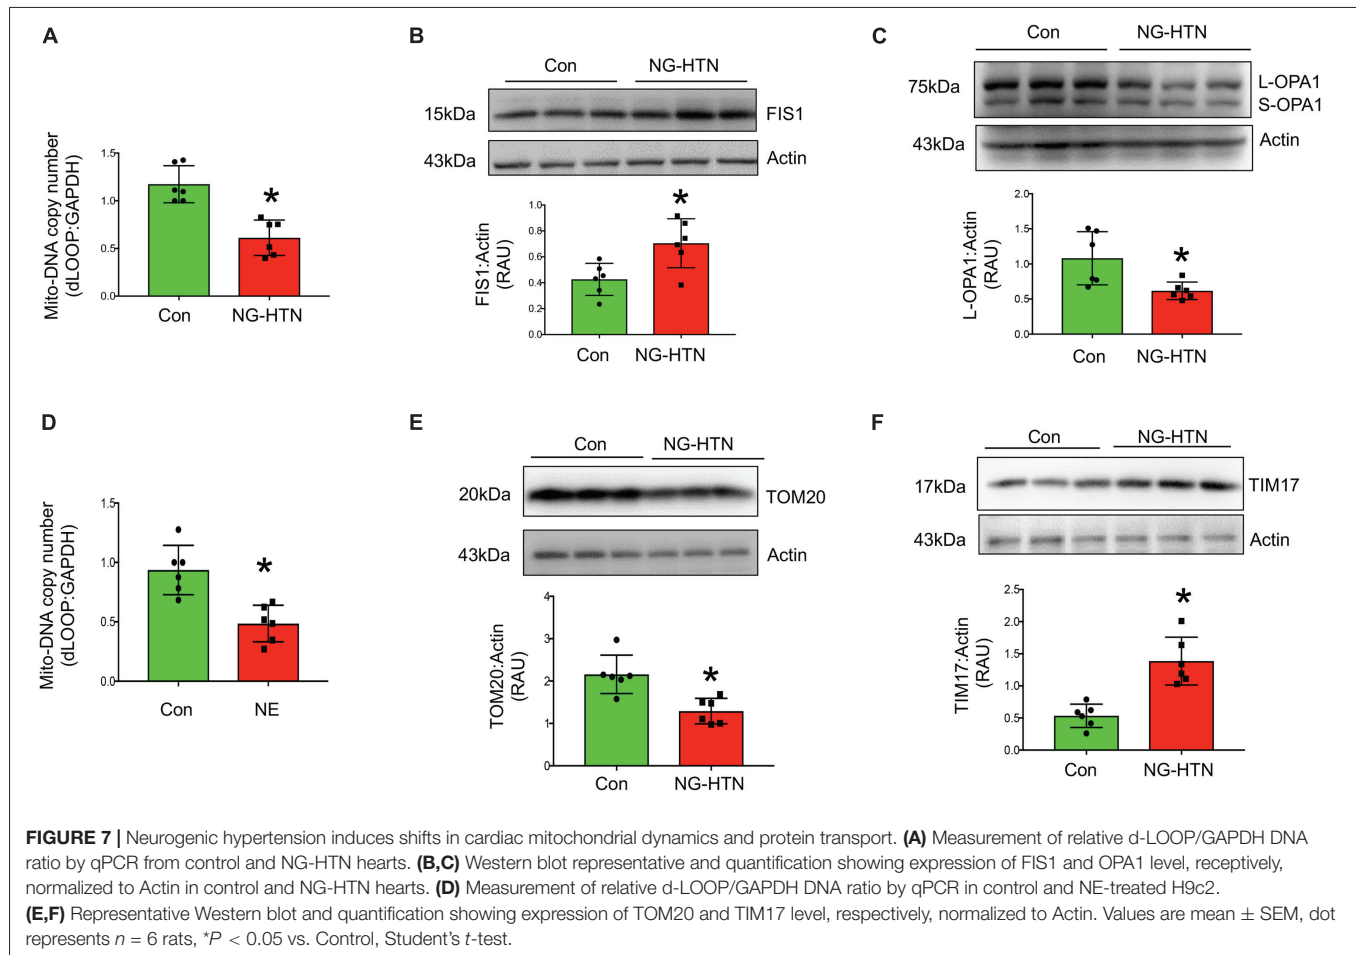 A
Mito-DNA copy number
(dLOOP:GAPDH)
1.5
1.0
0.5
0.0
*
Con
NG-HTN
B
Con
NG-HTN
15kDa
FIS1
43kDa
Actin
FIS1:Actin
(RAU)
1.0
0.8
0.6
0.4
0.2
0.0
*
Con
NG-HTN
C
Con
NG-HTN
75kDa
L-OPA1
S-OPA1
43kDa
Actin
L-OPA1:Actin
(RAU)
2.0
1.5
1.0
0.5
0.0
*
Con
NG-HTN
D
Mito-DNA copy number
(dLOOP:GAPDH)
1.5
1.0
0.5
0.0
*
Con
NE
E
Con
NG-HTN
20kDa
TOM20
43kDa
Actin
TOM20:Actin
(RAU)
4
3
2
1
0
*
Con
NG-HTN
F
Con
NG-HTN
17kDa
TIM17
43kDa
Actin
TIM17:Actin
(RAU)
2.5
2.0
1.5
1.0
0.5
0.0
*
Con
NG-HTN
FIGURE 7 | Neurogenic hypertension induces shifts in cardiac mitochondrial dynamics and protein transport. (A) Measurement of relative d-LOOP/GAPDH DNA
ratio by qPCR from control and NG-HTN hearts. (B,C) Western blot representative and quantification showing expression of FIS1 and OPA1 level, receptively,
normalized to Actin in control and NG-HTN hearts. (D) Measurement of relative d-LOOP/GAPDH DNA ratio by qPCR in control and NE-treated H9c2.
(E,F) Representative Western blot and quantification showing expression of TOM20 and TIM17 level, respectively, normalized to Actin. Values are mean ± SEM, dot
represents n = 6 rats, *P < 0.05 vs. Control, Student's t-test.